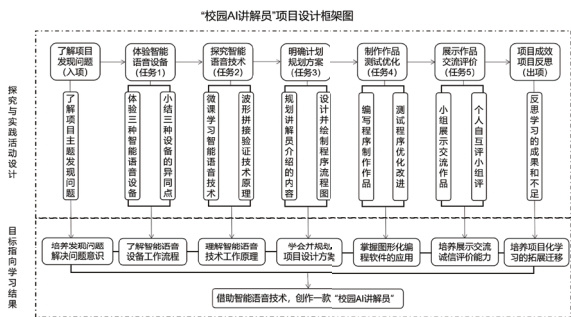 “校园AI讲解员”项目设计框架图
探究与实践活动设计
了解项目
发现问题
（入项）
体验智能
语音设备
（任务1）
探究智能
语音技术
（任务2）
明确计划
规划方案
（任务3）
制作作品
测试优化
（任务4）
展示作品
交流评价
（任务5）
项目成效
项目反思
（出项）
了解项目主题发现问题
体验三种智能语音设备
小结三种设备的异同点
微课学习智能语音技术
波形拼接验证技术原理
规划讲解员介绍的内容
设计并绘制程序流程图
编写程序制作作品
测试程序优化改进
小组展示交流作品
个人自互评小组评
反思学习的成果和不足
目标指向学习结果
培养发现问题
解决问题意识
了解智能语音
设备工作流程
理解智能语音
技术工作原理
学会并规划
项目设计方案
掌握图形化编
程软件的应用
培养展示交流
诚信评价能力
培养项目化学
习的拓展迁移
借助智能语音技术，创作一款“校园AI讲解员”